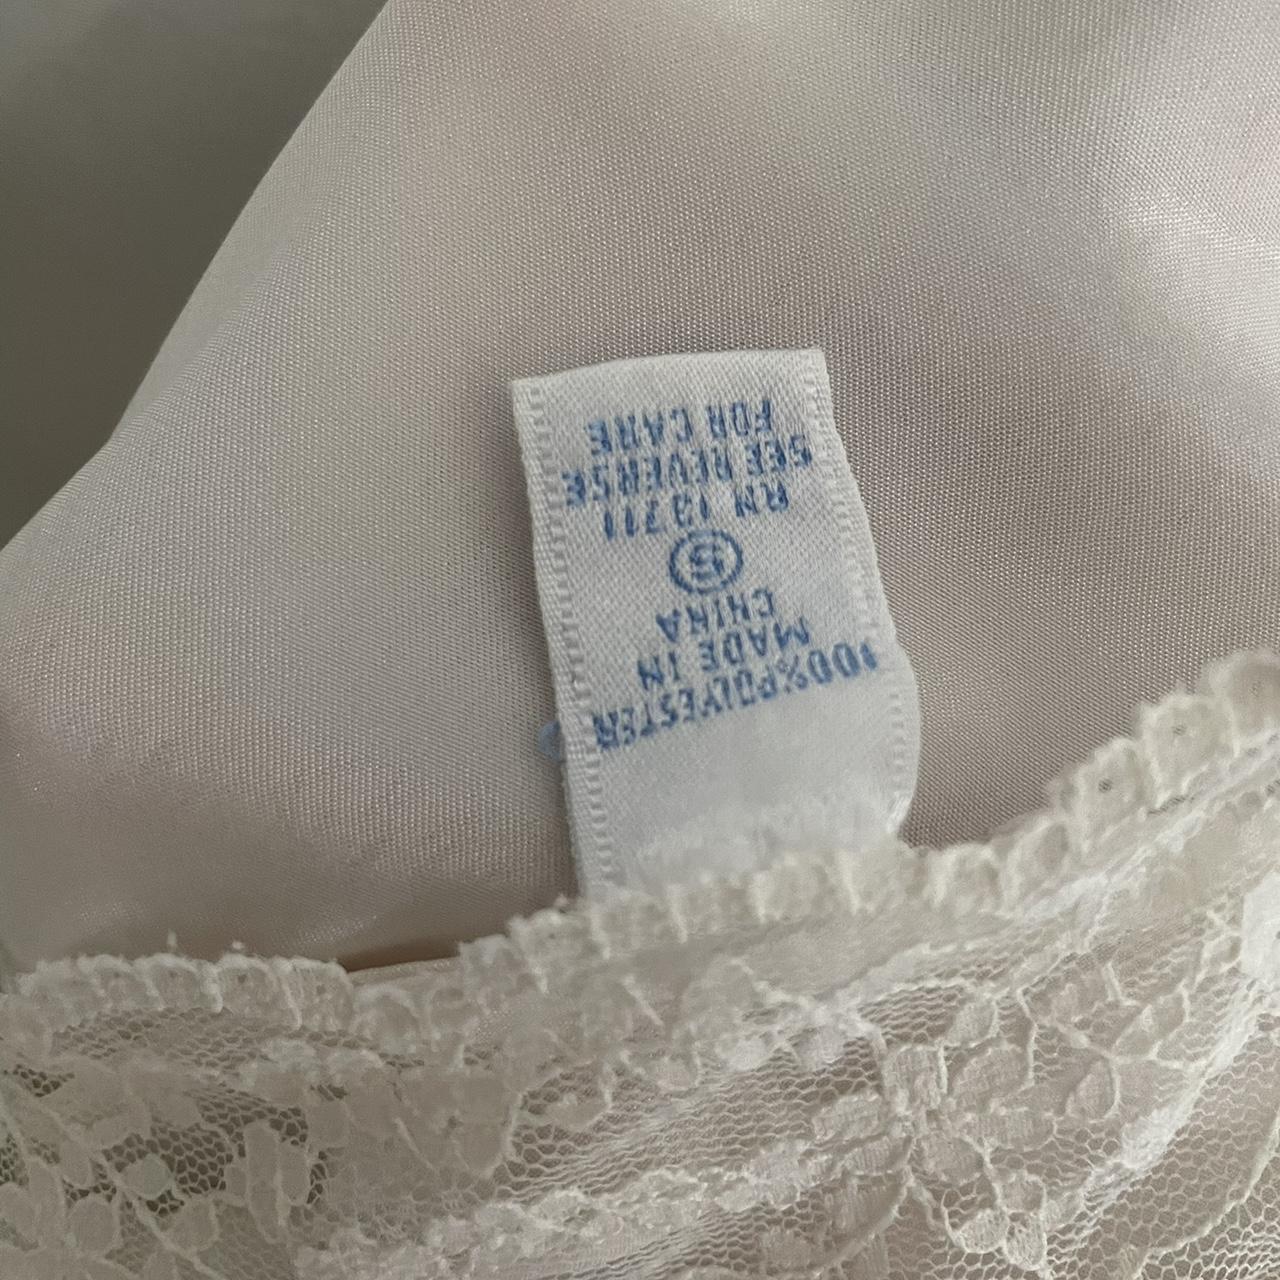 100% POLYESTER
MADE IN
CHINA
S
RN 13711
SEE REVERSE
FOR CARE